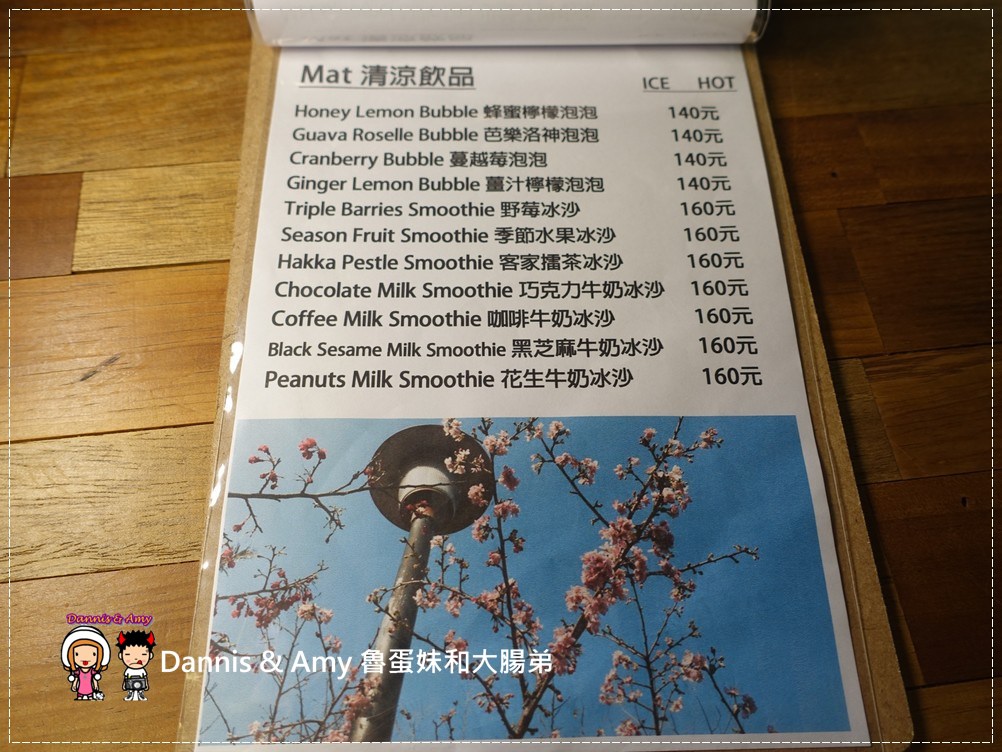 Mat 清涼飲品
ICE HOT
Honey Lemon Bubble 蜂蜜檸檬泡泡 140元
Guava Roselle Bubble 芭樂洛神泡泡 140元
Cranberry Bubble 蔓越莓泡泡 140元
Ginger Lemon Bubble 薑汁檸檬泡泡 140元
Triple Barries Smoothie 野莓冰沙 160元
Season Fruit Smoothie 季節水果冰沙 160元
Hakka Pestle Smoothie 客家擂茶冰沙 160元
Chocolate Milk Smoothie 巧克力牛奶冰沙 160元
Coffee Milk Smoothie 咖啡牛奶冰沙 160元
Black Sesame Milk Smoothie 黑芝麻牛奶冰沙 160元
Peanuts Milk Smoothie 花生牛奶冰沙 160元
Dannis & Amy
Dannis & Amy 魯蛋妹和大腸弟